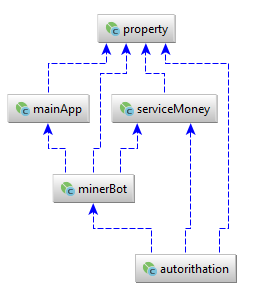 property
mainApp
serviceMoney
minerBot
autorithation